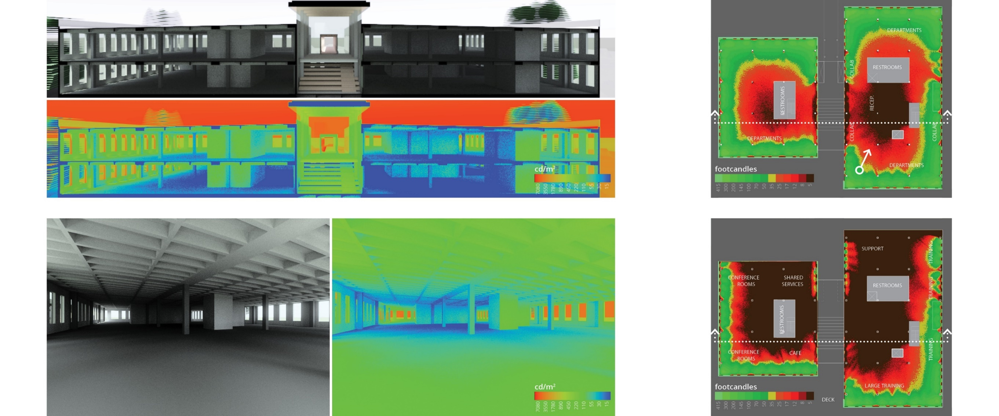 cd/m²
7080 3550 1780 890 450 220 110 55 30 15
DEPARTMENTS
COLLAB
RESTROOMS
RESTROOMS
RECEP.
COLLAB
COLLAB
DEPARTMENTS
DEPARTMENTS
footcandles
415 300 200 145 100 70 50 35 25 17 12 8 5
cd/m²
7080 3550 1780 890 450 220 110 55 30 15
SUPPORT
TRAINING
CONFERENCE
ROOMS
SHARED
SERVICES
RESTROOMS
TRAINING
RESTROOMS
TRAINING
CONFERENCE
ROOMS
CAFE
LARGE TRAINING
footcandles
415 300 200 145 100 70 50 35 25 17 12 8 5
DECK